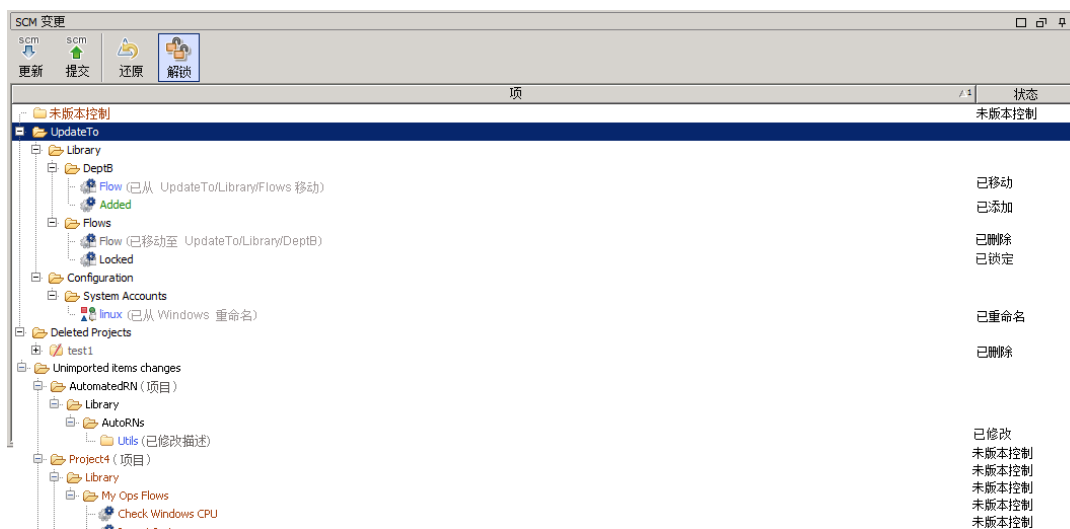 SCM 变更
scm scm
更新 提交 还原 解锁
项 1 状态
未版本控制 未版本控制
UpdateTo
Library
DeptB
Flow (已从 UpdateTo/Library/Flows 移动) 已移动
Added 已添加
Flows
Flow (已移动至 UpdateTo/Library/DeptB) 已删除
Locked 已锁定
Configuration
System Accounts
linux (已从 Windows 重命名) 已重命名
Deleted Projects
test1 已删除
Unimported items changes
AutomatedRN (项目)
Library
AutoRNs
Utils (已修改描述) 已修改
Project4 (项目) 未版本控制
Library 未版本控制
My Ops Flows 未版本控制
Check Windows CPU 未版本控制
未版本控制